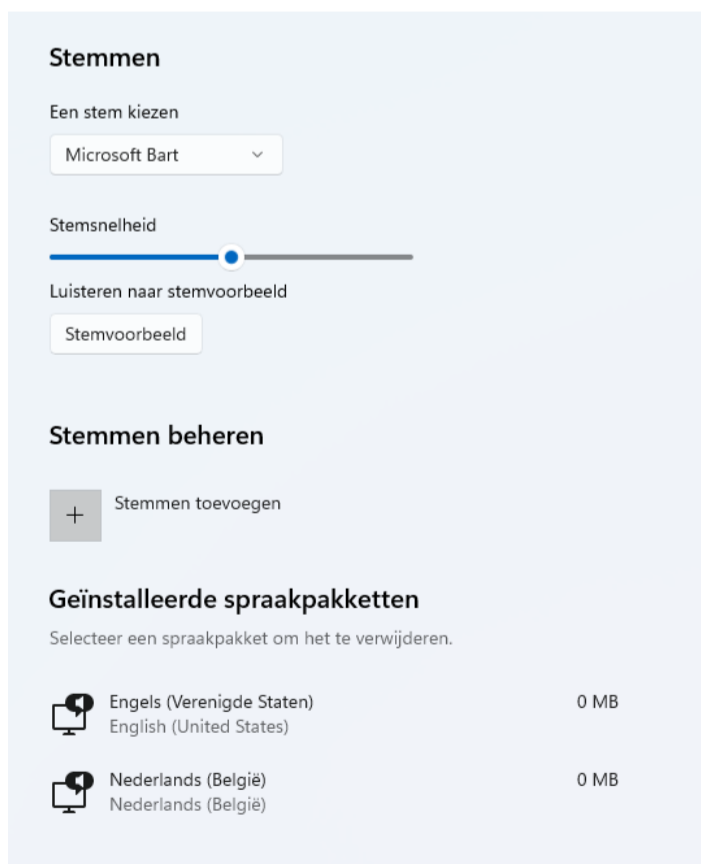 Stemmen
Een stem kiezen
Microsoft Bart
Stemsnelheid
Luisteren naar stemvoorbeeld
Stemvoorbeeld
Stemmen beheren
Stemmen toevoegen
Geïnstalleerde spraakpakketten
Selecteer een spraakpakket om het te verwijderen.
Engels (Verenigde Staten) 0 MB
English (United States)
Nederlands (België) 0 MB
Nederlands (België)